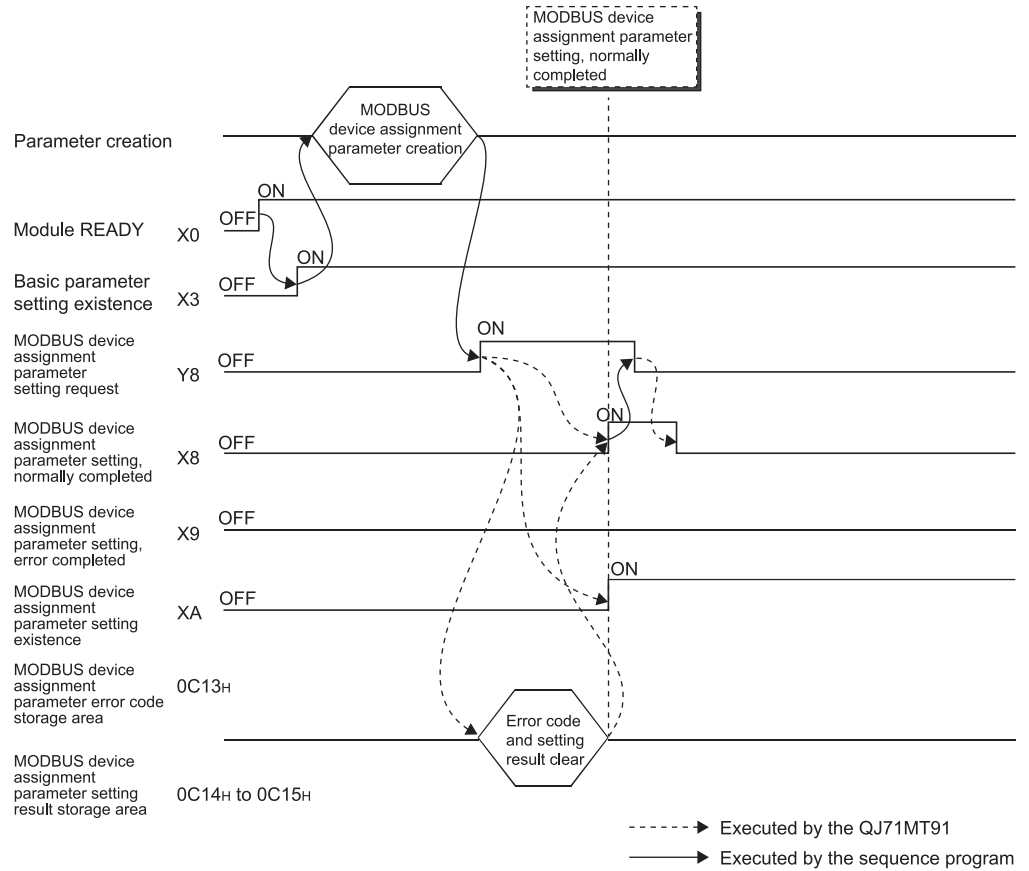 MODBUS device
assignment parameter
setting, normally
completed
MODBUS
device assignment
parameter creation
Parameter creation
ON
Module READY X0 OFF
ON
Basic parameter
setting existence X3 OFF
MODBUS device
assignment
parameter
setting request
Y8 OFF
ON
MODBUS device
assignment
parameter setting,
normally completed
X8 OFF
ON
MODBUS device
assignment
parameter setting,
error completed
X9 OFF
MODBUS device
assignment
parameter setting
existence
XA OFF
ON
MODBUS device
assignment
parameter error code
storage area
0C13H
Error code
and setting
result clear
MODBUS device
assignment
parameter setting
result storage area
0C14H to 0C15H
Executed by the QJ71MT91
Executed by the sequence program